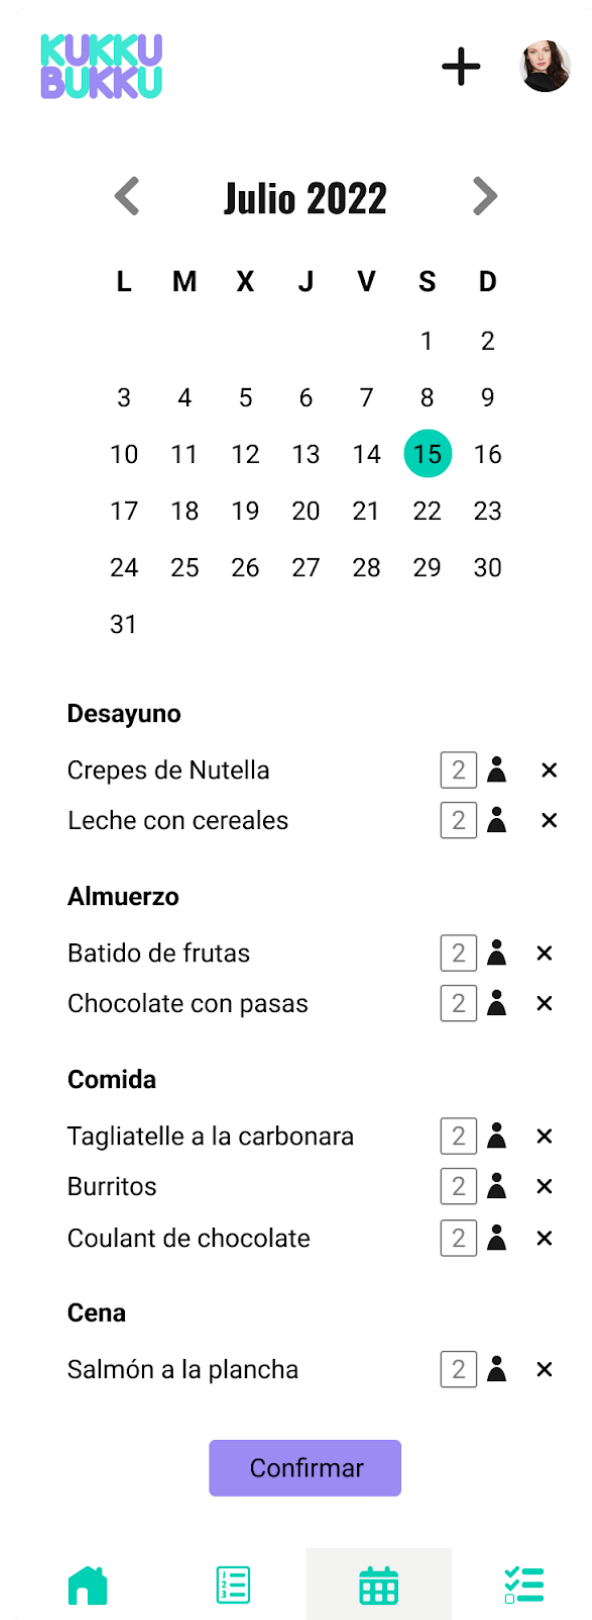 KUKKU
BUKKU
Julio 2022
L M X J V S D
1 2
3 4 5 6 7 8 9
10 11 12 13 14 15 16
17 18 19 20 21 22 23
24 25 26 27 28 29 30
31
Desayuno
Crepes de Nutella 2
Leche con cereales 2
Almuerzo
Batido de frutas 2
Chocolate con pasas 2
Comida
Tagliatelle a la carbonara 2
Burritos 2
Coulant de chocolate 2
Cena
Salmón a la plancha 2
Confirmar